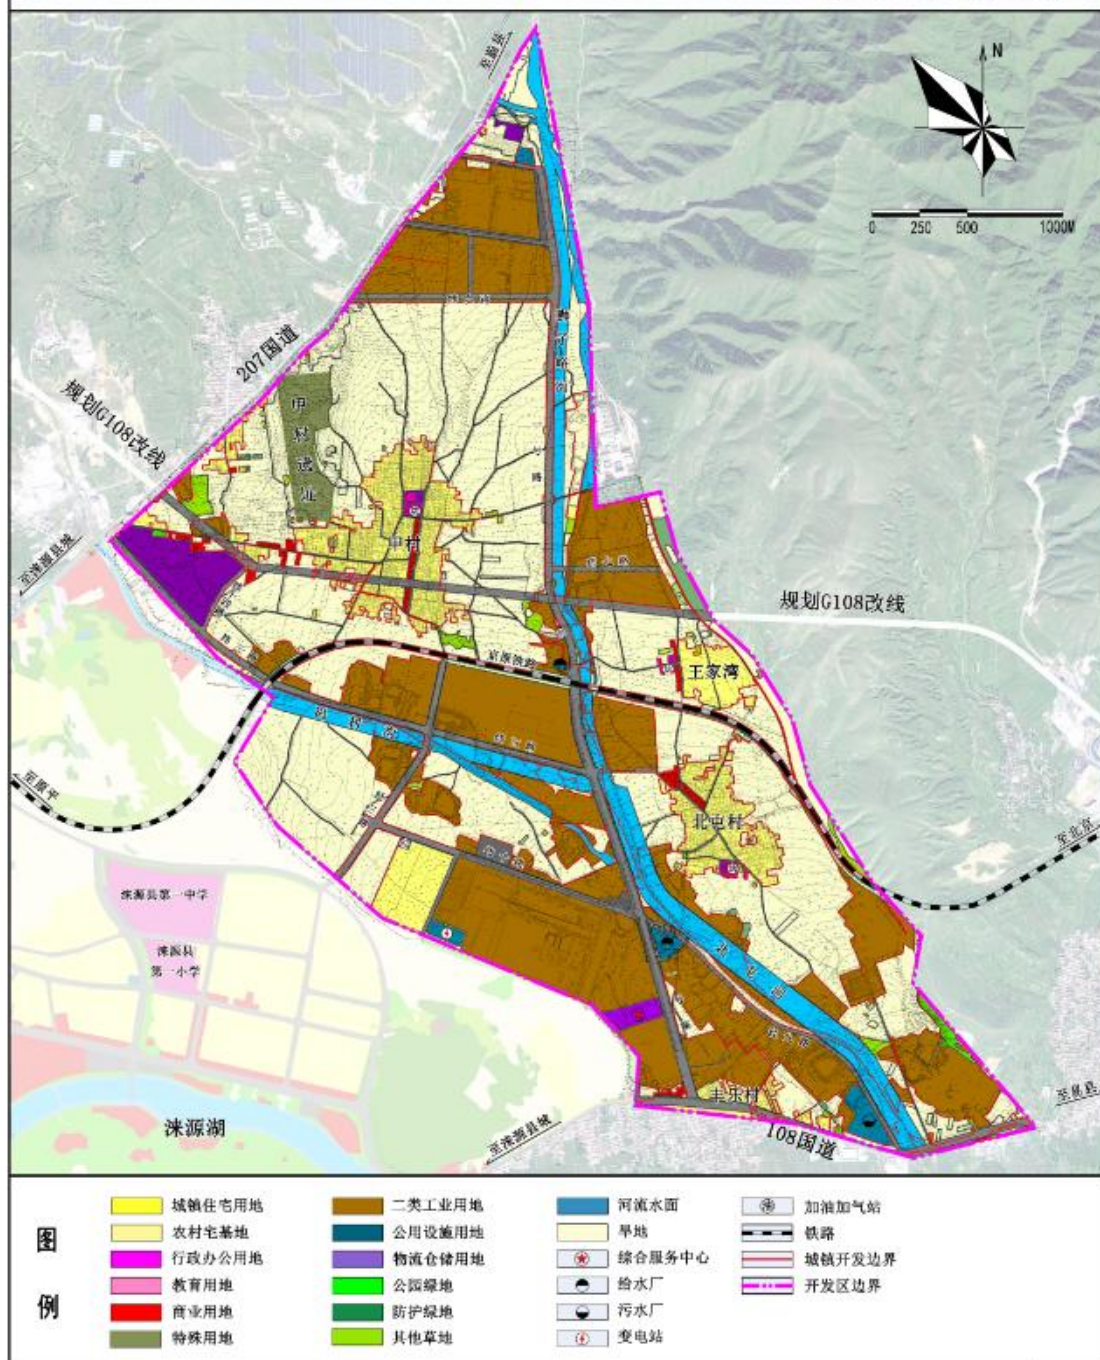 至蔚县
N
0 250 500 1000M
207国道
规划G108改线
甲村遗址
至涞源县城
甲村
规划G108改线
京原铁路
王家湾
至原平
北屯村
至北京
涞源县第一中学
涞源县
第一小学
丰乐村
至易县
涞源湖
至涞源县城
108国道
图例
城镇住宅用地
农村宅基地
行政办公用地
教育用地
商业用地
特殊用地
二类工业用地
公用设施用地
物流仓储用地
公园绿地
防护绿地
其他草地
河流水面
旱地
综合服务中心
给水厂
污水厂
变电站
加油加气站
铁路
城镇开发边界
开发区边界